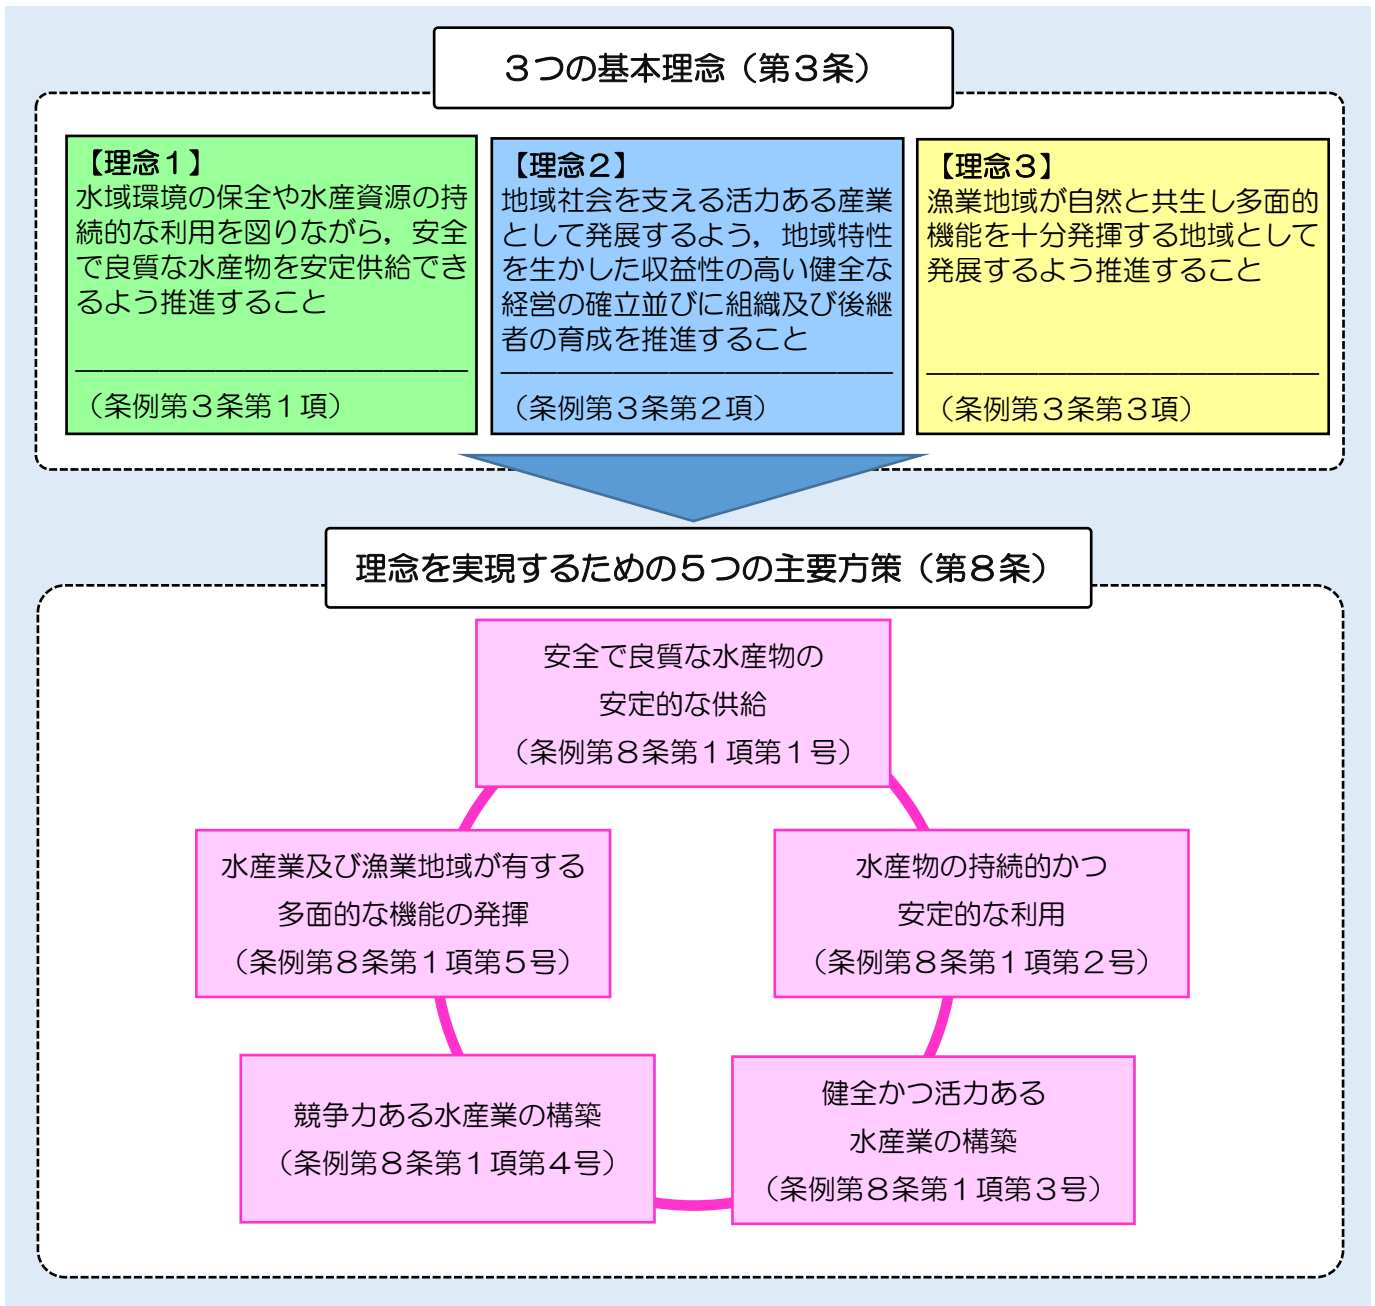 ３つの基本理念（第３条）
【理念１】
水域環境の保全や水産資源の持
続的な利用を図りながら，安全
で良質な水産物を安定供給でき
るよう推進すること
（条例第３条第１項）
【理念２】
地域社会を支える活力ある産業
として発展するよう，地域特性
を生かした収益性の高い健全な
経営の確立並びに組織及び後継
者の育成を推進すること
（条例第３条第２項）
【理念３】
漁業地域が自然と共生し多面的
機能を十分発揮する地域として
発展するよう推進すること
（条例第３条第３項）
理念を実現するための５つの主要方策（第８条）
安全で良質な水産物の
安定的な供給
（条例第８条第１項第１号）
水産業及び漁業地域が有する
多面的な機能の発揮
（条例第８条第１項第５号）
水産物の持続的かつ
安定的な利用
（条例第８条第１項第２号）
競争力ある水産業の構築
（条例第８条第１項第４号）
健全かつ活力ある
水産業の構築
（条例第８条第１項第３号）